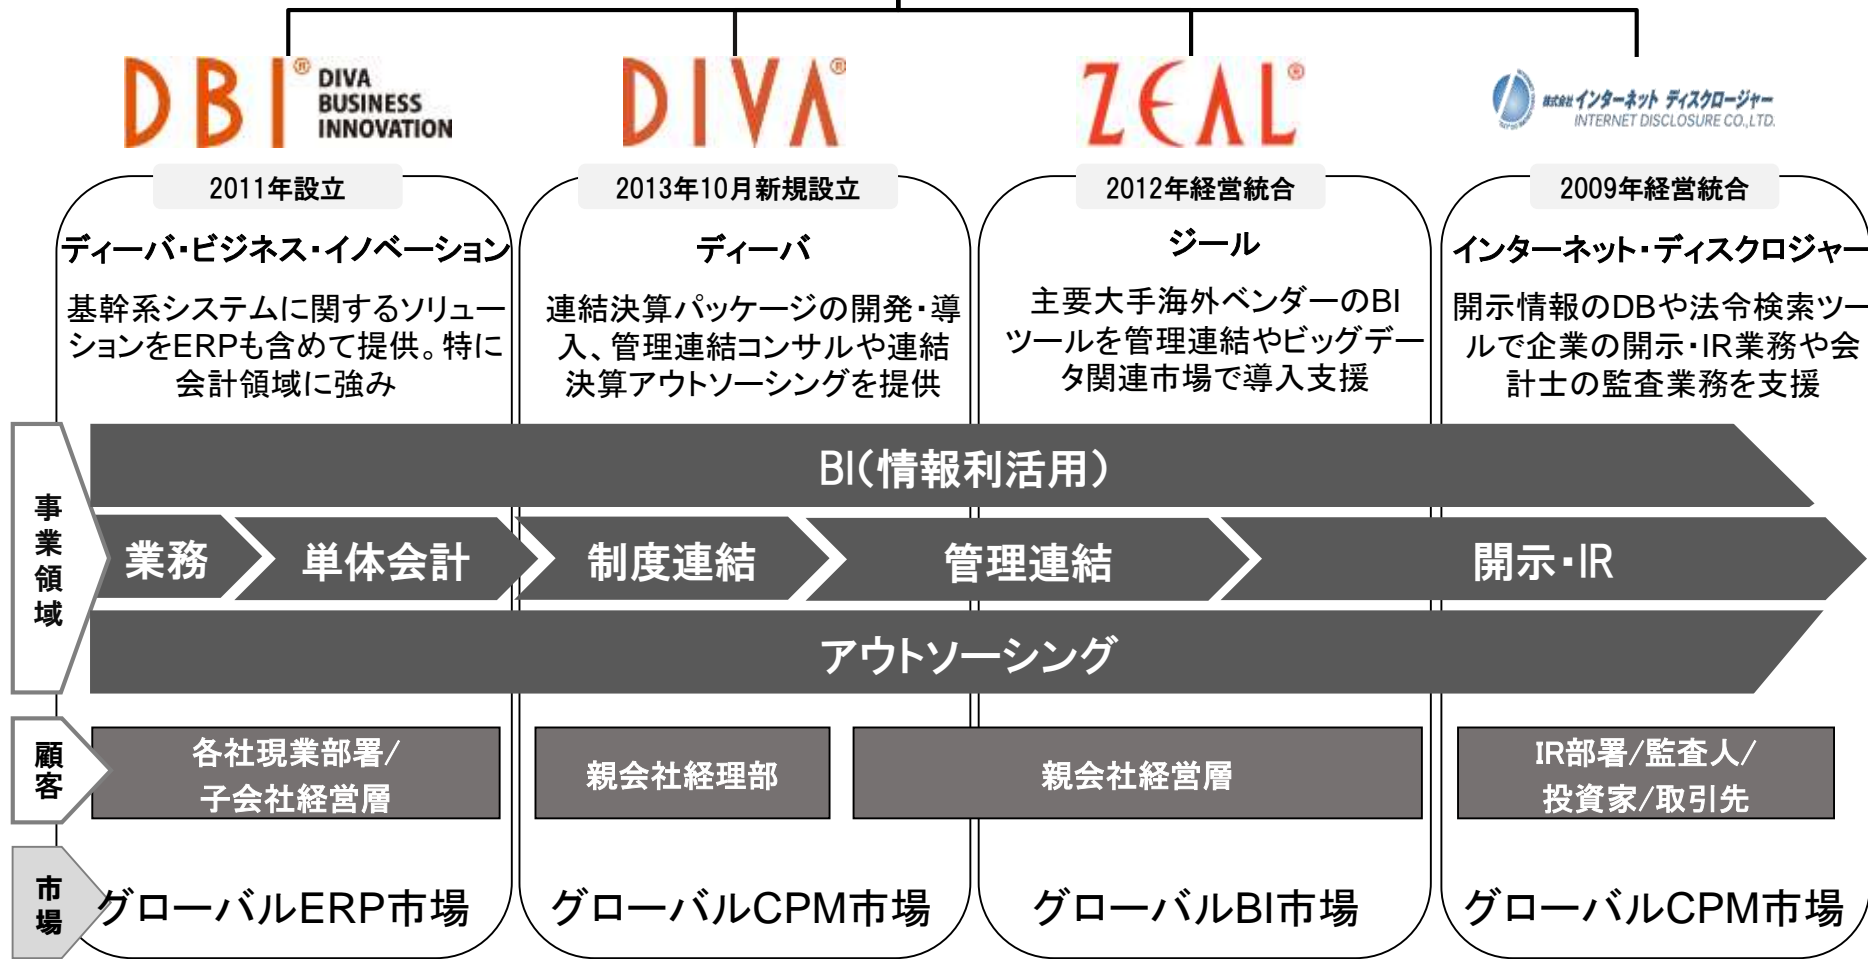 DBI® DIVA
BUSINESS
INNOVATION
DIVA®
ZEAL®
株式会社 インターネット ディスクロージャー
INTERNET DISCLOSURE CO.,LTD.
2011年設立
ディーバ・ビジネス・イノベーション
基幹系システムに関するソリュー
ションをERPも含めて提供。特に
会計領域に強み
2013年10月新規設立
ディーバ
連結決算パッケージの開発・導
入、管理連結コンサルや連結
決算アウトソーシングを提供
2012年経営統合
ジール
主要大手海外ベンダーのBI
ツールを管理連結やビッグデー
タ関連市場で導入支援
2009年経営統合
インターネット・ディスクロジャー
開示情報のDBや法令検索ツー
ルで企業の開示・IR業務や会
計士の監査業務を支援
事業領域
BI(情報利活用)
業務
単体会計
制度連結
管理連結
開示・IR
アウトソーシング
顧客
各社現業部署/
子会社経営層
親会社経理部
親会社経営層
IR部署/監査人/
投資家/取引先
市場
グローバルERP市場
グローバルCPM市場
グローバルBI市場
グローバルCPM市場